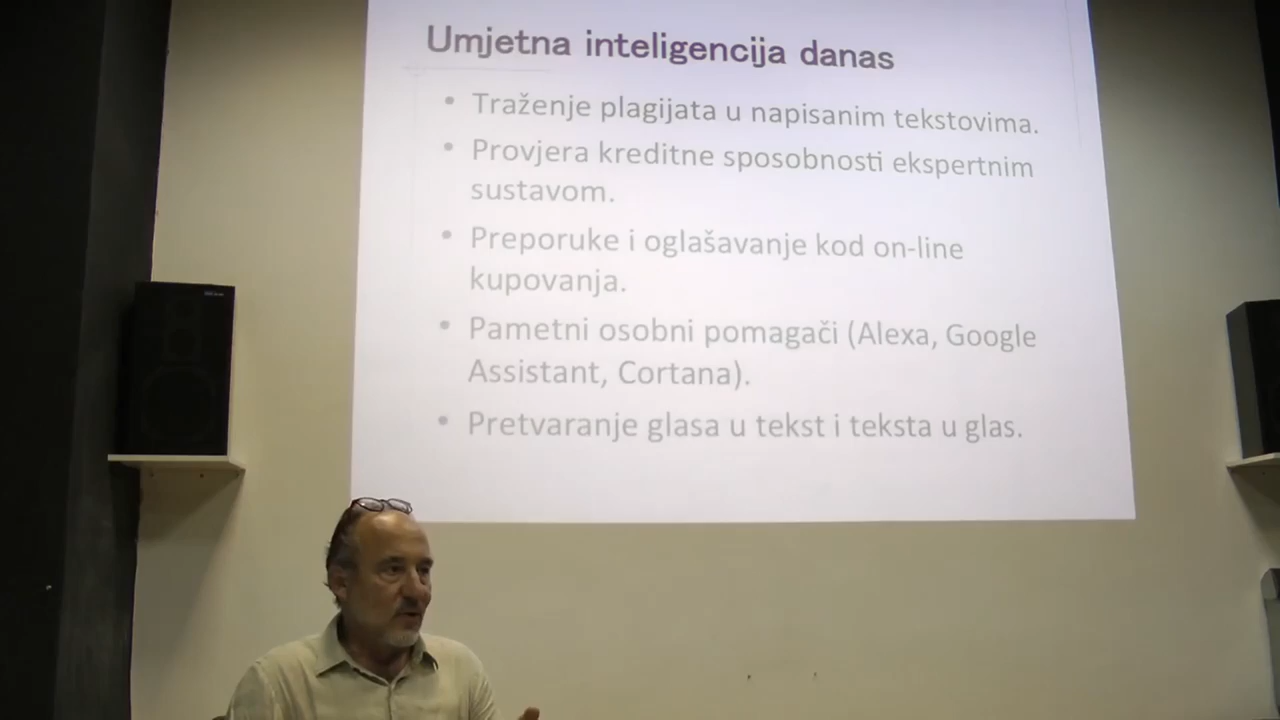 Umjetna inteligencija danas
• Traženje plagijata u napisanim tekstovima.
• Provjera kreditne sposobnosti ekspertnim
sustavom.
• Preporuke i oglašavanje kod on-line
kupovanja.
• Pametni osobni pomagači (Alexa, Google
Assistant, Cortana).
• Pretvaranje glasa u tekst i teksta u glas.